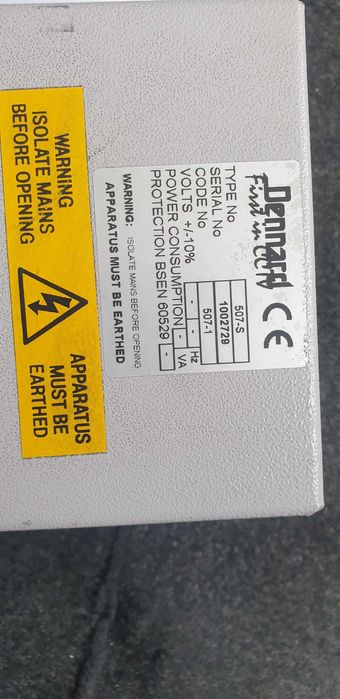 Dennard CE
First in CCTV
TYPE No 507-S
SERIAL No 1002729
CODE No 507-1
VOLTS +/-10% - - Hz
POWER CONSUMPTION - VA
PROTECTION BSEN 60529 -
WARNING: ISOLATE MAINS BEFORE OPENING
APPARATUS MUST BE EARTHED
WARNING
ISOLATE MAINS
BEFORE OPENING
APPARATUS
MUST BE
EARTHED